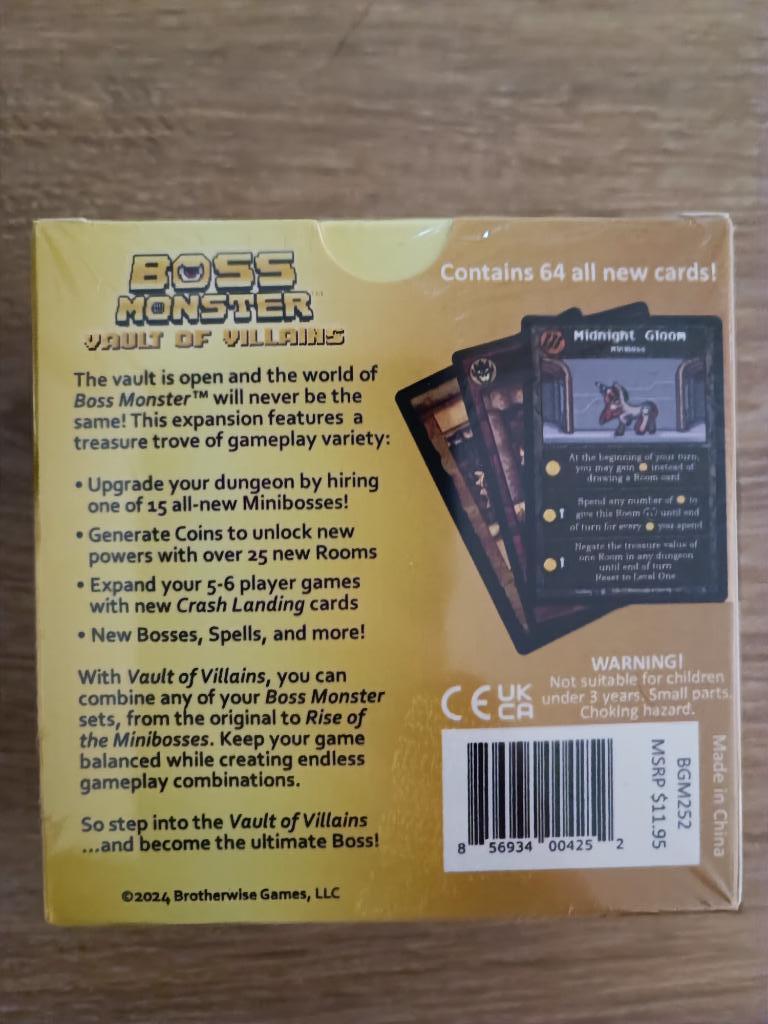 BOSS
MONSTER™
VAULT OF VILLAINS
The vault is open and the world of
Boss Monster™ will never be the
same! This expansion features a
treasure trove of gameplay variety:
• Upgrade your dungeon by hiring
one of 15 all-new Minibosses!
• Generate Coins to unlock new
powers with over 25 new Rooms
• Expand your 5-6 player games
with new Crash Landing cards
• New Bosses, Spells, and more!
With Vault of Villains, you can
combine any of your Boss Monster
sets, from the original to Rise of
the Minibosses. Keep your game
balanced while creating endless
gameplay combinations.
So step into the Vault of Villains
...and become the ultimate Boss!
©2024 Brotherwise Games, LLC
Contains 64 all new cards!
Midnight Gloom
Miniboss
At the beginning of your turn,
you may gain instead of
drawing a Room card
Spend any number of to
1 give this Room until end
of turn for every you spend
Negate the treasure value of
1 one Room in any dungeon
until end of turn
Reset to Level One
WARNING!
Not suitable for children
under 3 years. Small parts.
Choking hazard.
CE UK
CA
BGM252
MSRP $11.95
8 56934 00425 2
Made in China